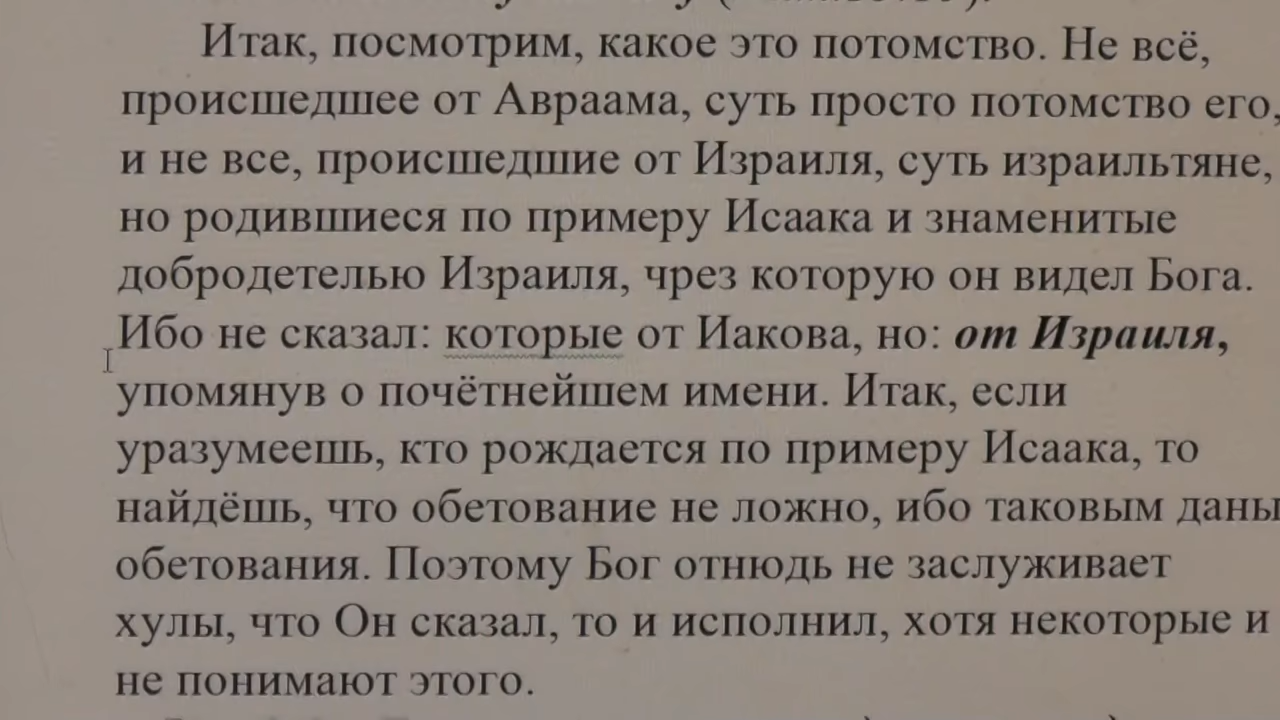 Итак, посмотрим, какое это потомство. Не всё,
происшедшее от Авраама, суть просто потомство его,
и не все, происшедшие от Израиля, суть израильтяне,
но родившиеся по примеру Исаака и знаменитые
добродетелью Израиля, чрез которую он видел Бога.
Ибо не сказал: которые от Иакова, но: от Израиля,
упомянув о почётнейшем имени. Итак, если
уразумеешь, кто рождается по примеру Исаака, то
найдёшь, что обетование не ложно, ибо таковым даны
обетования. Поэтому Бог отнюдь не заслуживает
хулы, что Он сказал, то и исполнил, хотя некоторые и
не понимают этого.